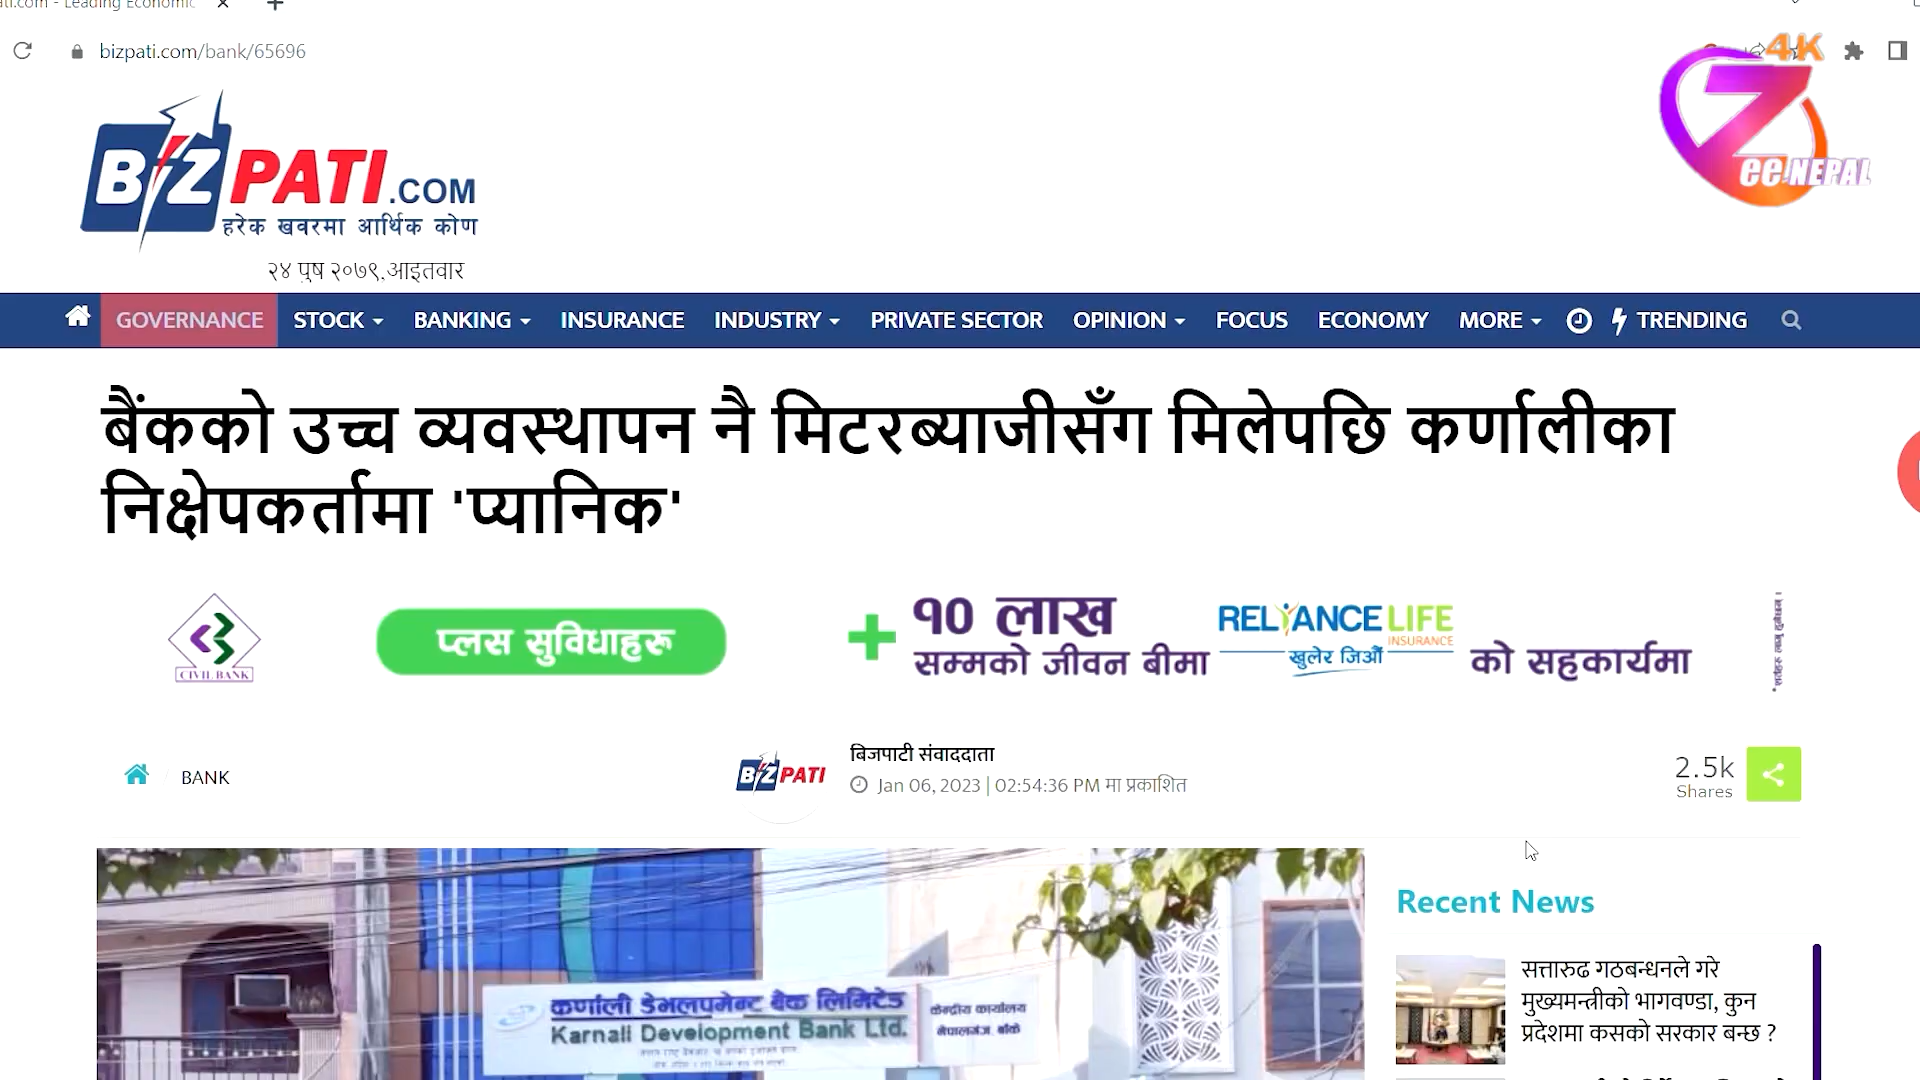 bizpati.com/bank/65696
4K
Zee NEPAL
BIZPATI.COM
हरेक खवरमा आर्थिक कोण
२४ पुष २०७९,आइतवार
GOVERNANCE STOCK BANKING INSURANCE INDUSTRY PRIVATE SECTOR OPINION FOCUS ECONOMY MORE TRENDING
बैंकको उच्च व्यवस्थापन नै मिटरब्याजीसँग मिलेपछि कर्णालीका
निक्षेपकर्तामा 'प्यानिक'
CIVIL BANK
प्लस सुविधाहरू
+ १० लाख
सम्मको जीवन बीमा
RELIANCE LIFE
INSURANCE
खुलेर जिऔं
को सहकार्यमा
BANK
BIZPATI
बिजपाटी संवाददाता
Jan 06, 2023 | 02:54:36 PM मा प्रकाशित
2.5k
Shares
कर्णाली डेभलपमेन्ट बैंक लिमिटेड
Karnali Development Bank Ltd.
केन्द्रीय कार्यालय
नेपालगंज, बाँके
Recent News
सत्तारुढ गठबन्धनले गरे
मुख्यमन्त्रीको भागवण्डा, कुन
प्रदेशमा कसको सरकार बन्छ ?